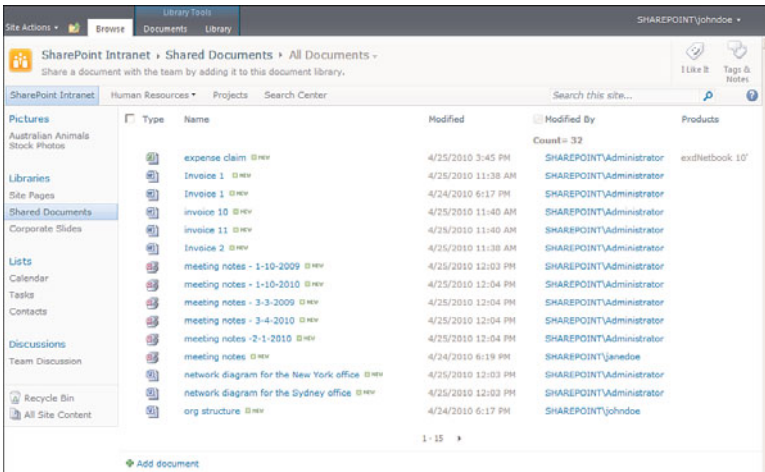 Library Tools
Site Actions Browse Documents Library SHAREPOINT\johndoe
SharePoint Intranet Shared Documents All Documents
Share a document with the team by adding it to this document library.
I Like It Tags & Notes
SharePoint Intranet Human Resources Projects Search Center Search this site...
Pictures
Australian Animals Stock Photos
Libraries
Site Pages
Shared Documents
Corporate Slides
Lists
Calendar
Tasks
Contacts
Discussions
Team Discussion
Recycle Bin
All Site Content
Type Name Modified Modified By Products
Count= 32
expense claim NEW 4/25/2010 3:45 PM SHAREPOINT\Administrator exdNetbook 10"
Invoice 1 NEW 4/25/2010 11:38 AM SHAREPOINT\Administrator
Invoice 1 NEW 4/24/2010 6:17 PM SHAREPOINT\Administrator
invoice 10 NEW 4/25/2010 11:40 AM SHAREPOINT\Administrator
invoice 11 NEW 4/25/2010 11:40 AM SHAREPOINT\Administrator
Invoice 2 NEW 4/25/2010 11:38 AM SHAREPOINT\Administrator
meeting notes - 1-10-2009 NEW 4/25/2010 12:03 PM SHAREPOINT\Administrator
meeting notes - 1-10-2010 NEW 4/25/2010 12:04 PM SHAREPOINT\Administrator
meeting notes - 3-3-2009 NEW 4/25/2010 12:04 PM SHAREPOINT\Administrator
meeting notes - 3-4-2010 NEW 4/25/2010 12:04 PM SHAREPOINT\Administrator
meeting notes -2-1-2010 NEW 4/25/2010 12:04 PM SHAREPOINT\Administrator
meeting notes NEW 4/24/2010 6:19 PM SHAREPOINT\janedoe
network diagram for the New York office NEW 4/25/2010 12:03 PM SHAREPOINT\Administrator
network diagram for the Sydney office NEW 4/25/2010 12:03 PM SHAREPOINT\Administrator
org structure NEW 4/24/2010 6:17 PM SHAREPOINT\johndoe
1 - 15
Add document